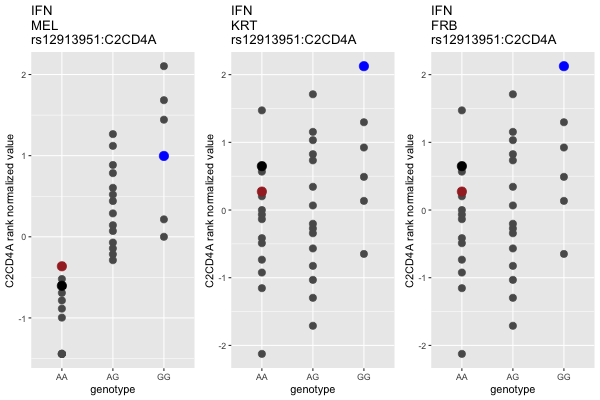 IFN
MEL
rs12913951:C2CD4A
C2CD4A rank normalized value
2
1
0
-1
AA AG GG
genotype
IFN
KRT
rs12913951:C2CD4A
C2CD4A rank normalized value
2
1
0
-1
-2
AA AG GG
genotype
IFN
FRB
rs12913951:C2CD4A
C2CD4A rank normalized value
2
1
0
-1
-2
AA AG GG
genotype